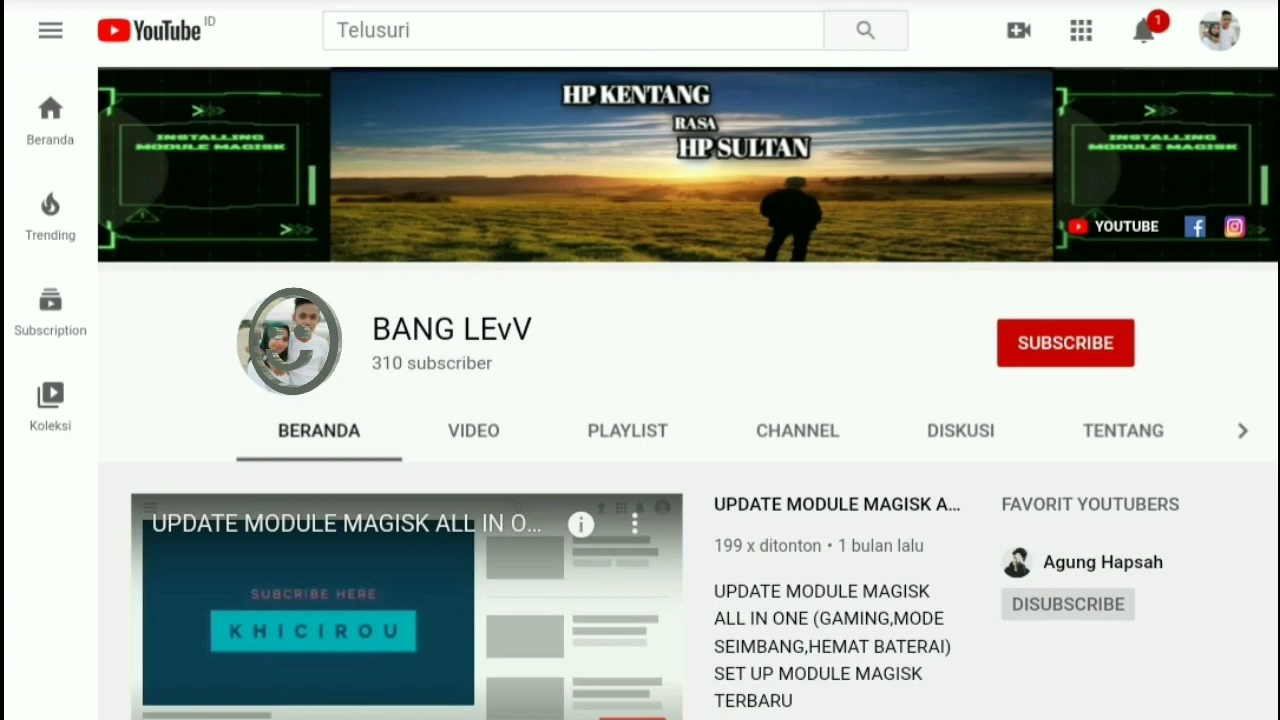 YouTube ID
Telusuri
1
HP KENTANG
RASA
HP SULTAN
INSTALLING
MODULE MAGISK
INSTALLING
MODULE MAGISK
YOUTUBE
Beranda
Trending
Subscription
Koleksi
BANG LEvV
310 subscriber
SUBSCRIBE
BERANDA
VIDEO
PLAYLIST
CHANNEL
DISKUSI
TENTANG
UPDATE MODULE MAGISK ALL IN O...
SUBCRIBE HERE
KHICIROU
UPDATE MODULE MAGISK A...
199 x ditonton • 1 bulan lalu
UPDATE MODULE MAGISK
ALL IN ONE (GAMING,MODE
SEIMBANG,HEMAT BATERAI)
SET UP MODULE MAGISK
TERBARU
FAVORIT YOUTUBERS
Agung Hapsah
DISUBSCRIBE